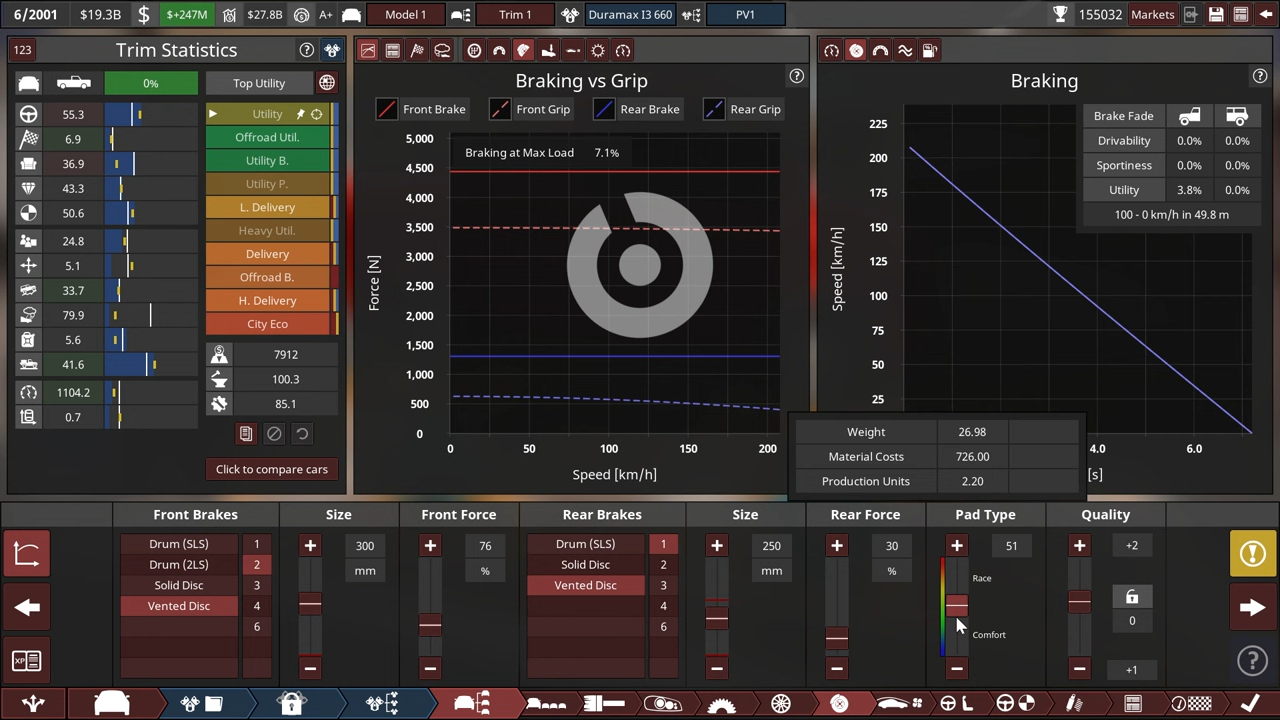 6/2001 $19.3B $ $+247M $27.8B A+ Model 1 Trim 1 Duramax I3 660 PV1 155032 Markets
123 Trim Statistics ?
0% Top Utility
55.3 Utility
6.9 Offroad Util.
36.9 Utility B.
43.3 Utility P.
50.6 L. Delivery
24.8 Heavy Util.
5.1 Delivery
33.7 Offroad B.
79.9 H. Delivery
5.6 City Eco
41.6 7912
1104.2 100.3
0.7 85.1
Click to compare cars
Braking vs Grip ?
Front Brake Front Grip Rear Brake Rear Grip
Braking at Max Load 7.1%
5,000
4,500
4,000
3,500
3,000
2,500
2,000
1,500
1,000
500
0
Force [N]
0 50 100 150 200
Speed [km/h]
Braking ?
Brake Fade
Drivability 0.0% 0.0%
Sportiness 0.0% 0.0%
Utility 3.8% 0.0%
100 - 0 km/h in 49.8 m
225
200
175
150
125
100
75
50
25
Speed [km/h]
4.0 6.0
[s]
Weight 26.98
Material Costs 726.00
Production Units 2.20
Front Brakes Size Front Force Rear Brakes Size Rear Force Pad Type Quality
Drum (SLS) 1
Drum (2LS) 2
Solid Disc 3
Vented Disc 4
6
+ 300
mm
−
+ 76
%
−
Drum (SLS) 1
Solid Disc 2
Vented Disc 3
4
6
+ 250
mm
−
+ 30
%
−
+ 51
Race
Comfort
−
+ +2
0
− +1
XP
?